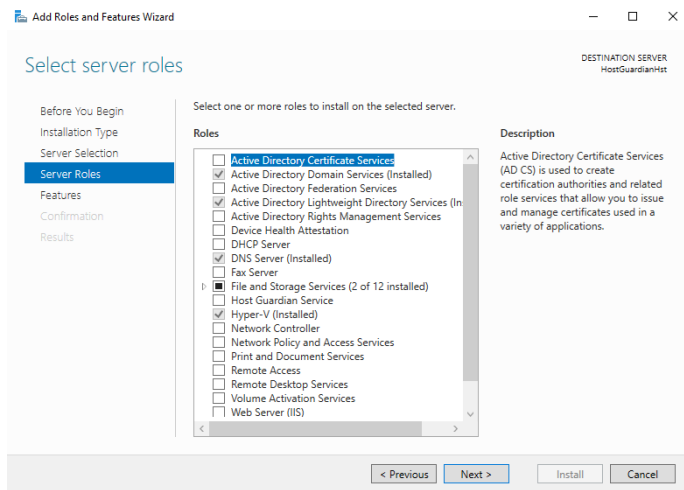 Add Roles and Features Wizard
Select server roles
DESTINATION SERVER
HostGuardianHst
Before You Begin
Installation Type
Server Selection
Server Roles
Features
Confirmation
Results
Select one or more roles to install on the selected server.
Roles
Active Directory Certificate Services
Active Directory Domain Services (Installed)
Active Directory Federation Services
Active Directory Lightweight Directory Services (In
Active Directory Rights Management Services
Device Health Attestation
DHCP Server
DNS Server (Installed)
Fax Server
File and Storage Services (2 of 12 installed)
Host Guardian Service
Hyper-V (Installed)
Network Controller
Network Policy and Access Services
Print and Document Services
Remote Access
Remote Desktop Services
Volume Activation Services
Web Server (IIS)
Description
Active Directory Certificate Services
(AD CS) is used to create
certification authorities and related
role services that allow you to issue
and manage certificates used in a
variety of applications.
< Previous
Next >
Install
Cancel